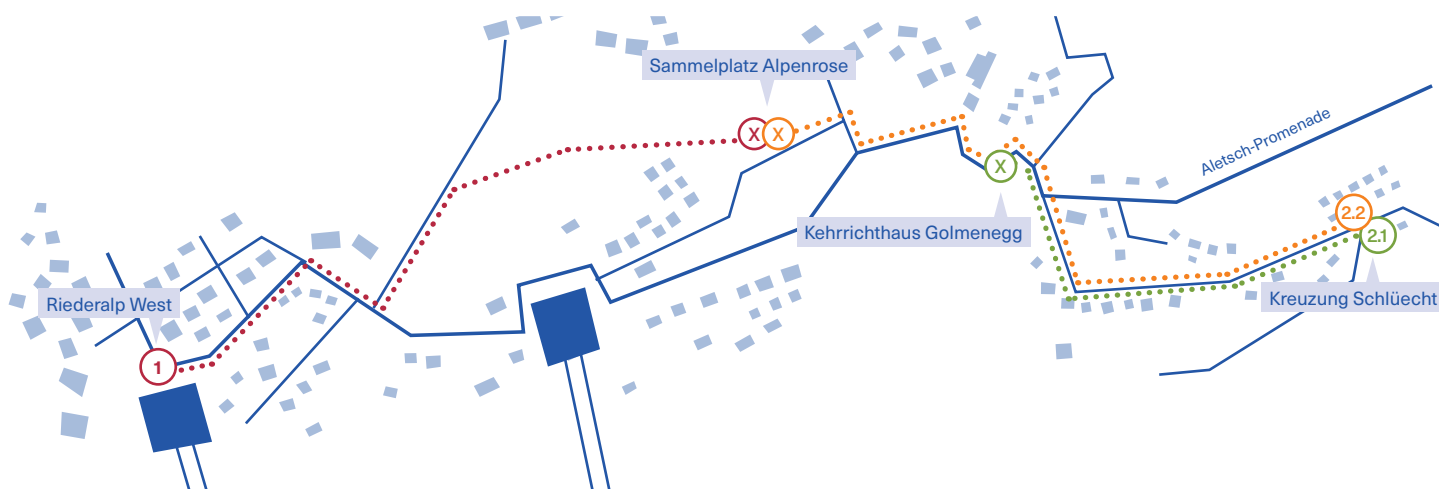 Sammelplatz Alpenrose
X X
Aletsch-Promenade
X
Kehrrichthaus Golmenegg
2.2
2.1
Riederalp West
Kreuzung Schlüecht
1